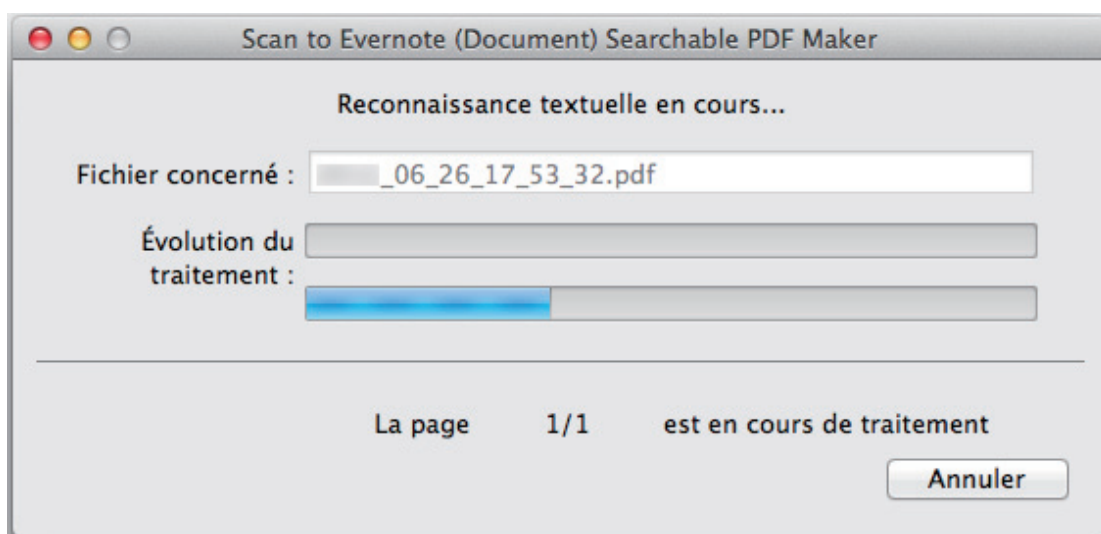 Scan to Evernote (Document) Searchable PDF Maker
Reconnaissance textuelle en cours...
Fichier concerné : _06_26_17_53_32.pdf
Évolution du
traitement :
La page 1/1 est en cours de traitement
Annuler